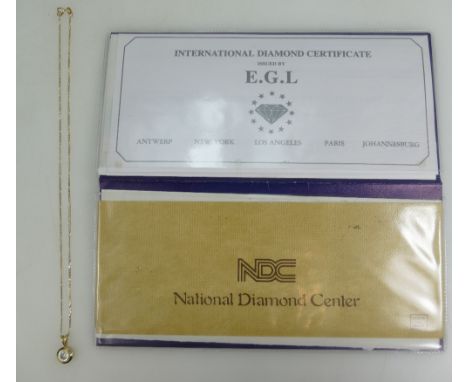 INTERNATIONAL DIAMOND CERTIFICATE
ISSUED BY
E.G.L
ANTWERP NEW YORK LOS ANGELES PARIS JOHANNESBURG
NDC
National Diamond Center